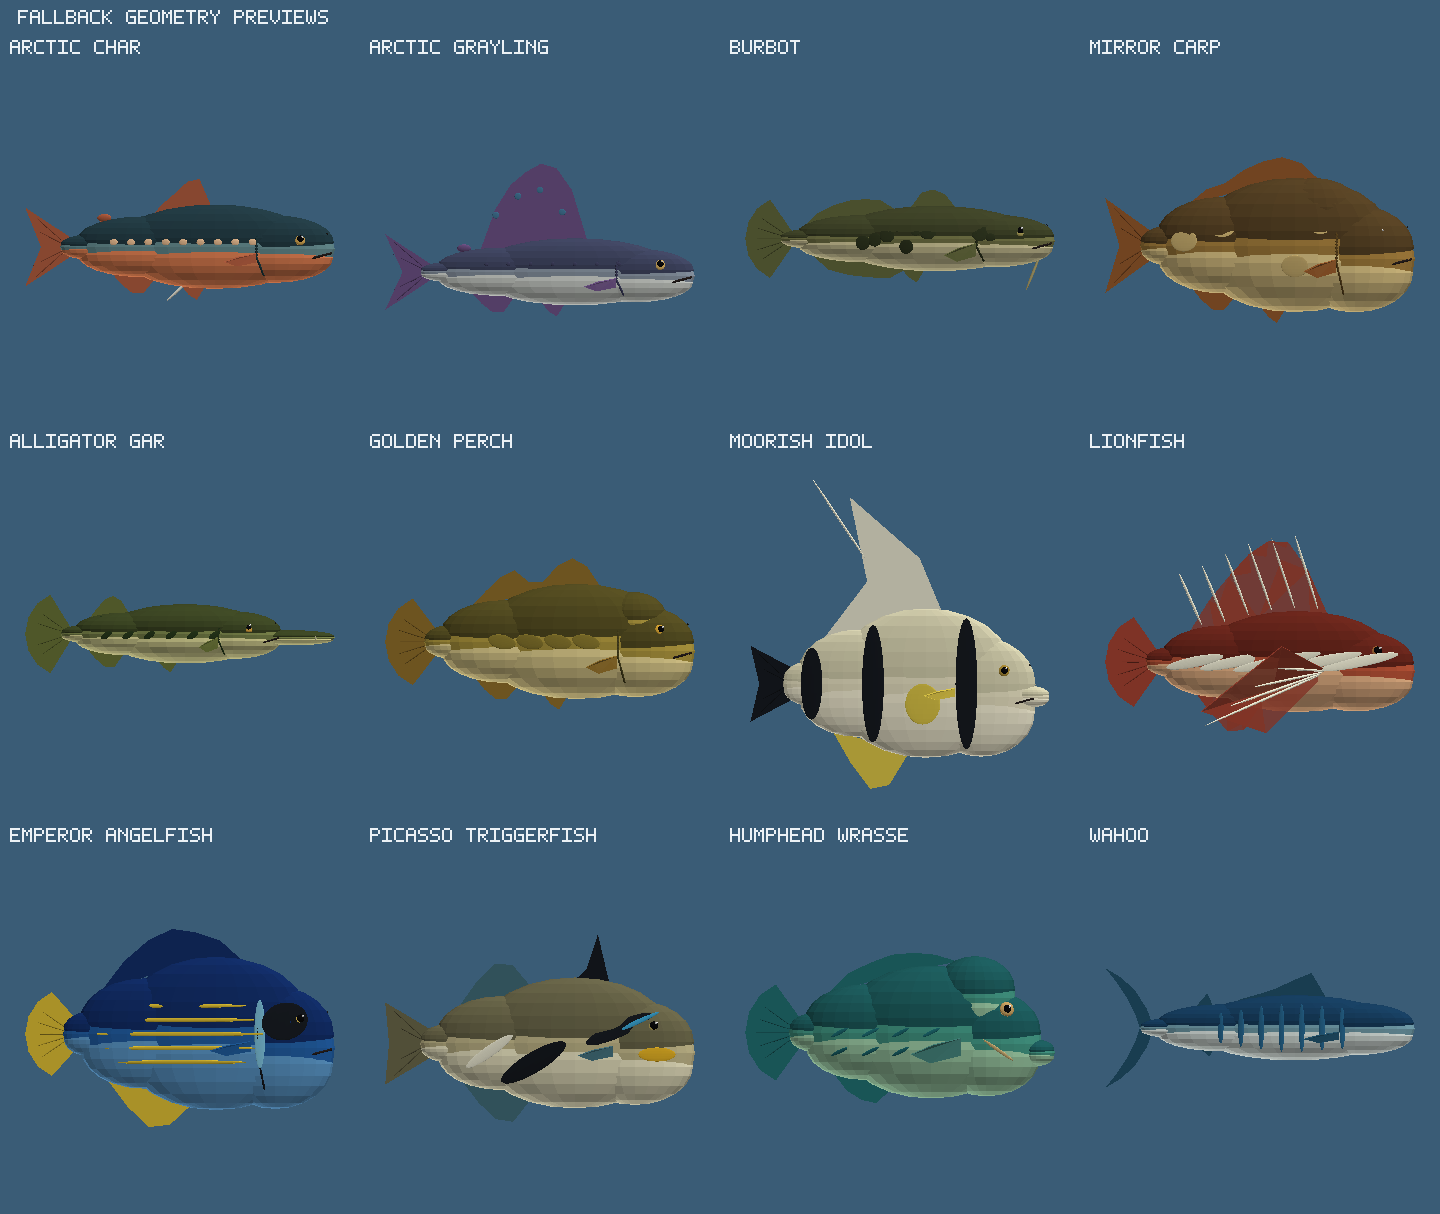 FALLBACK GEOMETRY PREVIEWS
ARCTIC CHAR
ARCTIC GRAYLING
BURBOT
MIRROR CARP
ALLIGATOR GAR
GOLDEN PERCH
MOORISH IDOL
LIONFISH
EMPEROR ANGELFISH
PICASSO TRIGGERFISH
HUMPHEAD WRASSE
WAHOO